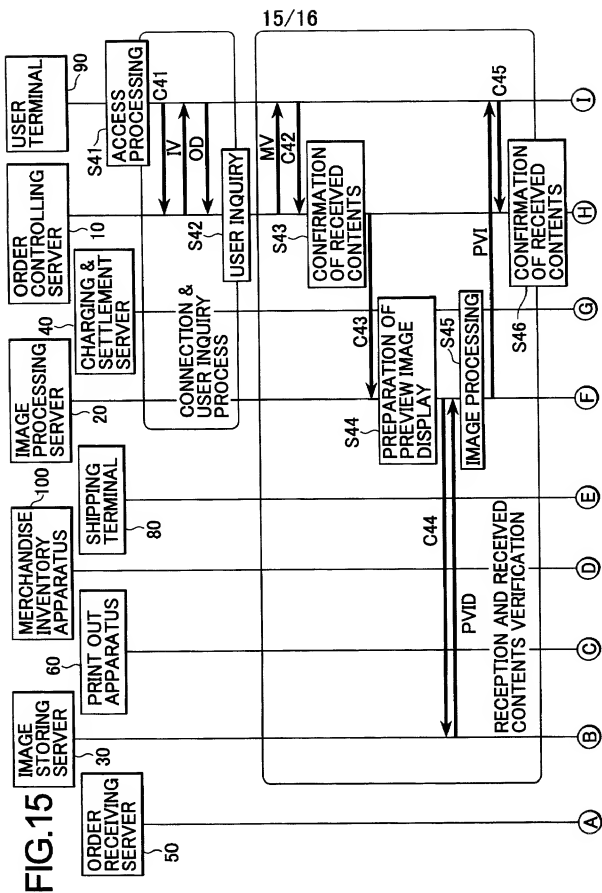 15/16
FIG.15
ORDER
RECEIVING
SERVER
50
IMAGE
STORING
SERVER
30
PRINT OUT
APPARATUS
60
MERCHANDISE
INVENTORY
APPARATUS
100
SHIPPING
TERMINAL
80
IMAGE
PROCESSING
SERVER
20
CHARGING &
SETTLEMENT
SERVER
40
ORDER
CONTROLLING
SERVER
10
USER
TERMINAL
90
S41
ACCESS
PROCESSING
C41
IV
OD
S42
USER INQUIRY
CONNECTION &
USER INQUIRY
PROCESS
MV
C42
S43
CONFIRMATION
OF RECEIVED
CONTENTS
C43
S44
PREPARATION OF
PREVIEW IMAGE
DISPLAY
C44
PVID
S45
IMAGE PROCESSING
PVI
C45
S46
CONFIRMATION
OF RECEIVED
CONTENTS
RECEPTION AND RECEIVED
CONTENTS VERIFICATION
A
B
C
D
E
F
G
H
I